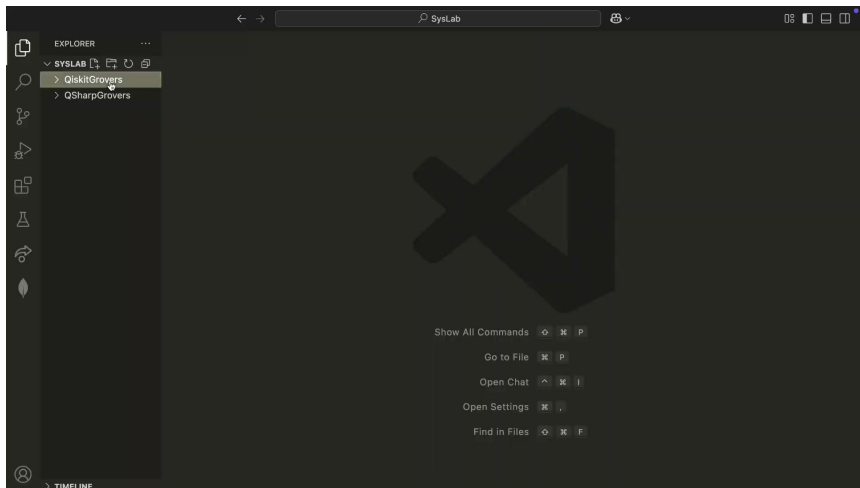 SysLab
EXPLORER
SYSLAB
QiskitGrovers
QSharpGrovers
Show All Commands ⇧ ⌘ P
Go to File ⌘ P
Open Chat ^ ⌘ I
Open Settings ⌘ ,
Find in Files ⇧ ⌘ F
TIMELINE